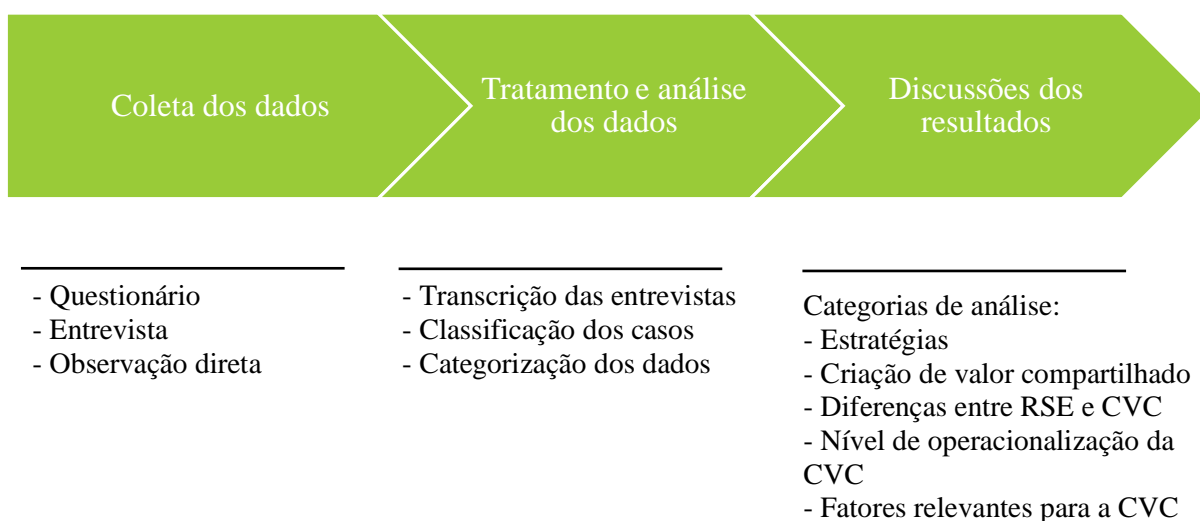 Coleta dos dados
Tratamento e análise
dos dados
Discussões dos
resultados
- Questionário
- Entrevista
- Observação direta
- Transcrição das entrevistas
- Classificação dos casos
- Categorização dos dados
Categorias de análise:
- Estratégias
- Criação de valor compartilhado
- Diferenças entre RSE e CVC
- Nível de operacionalização da
CVC
- Fatores relevantes para a CVC